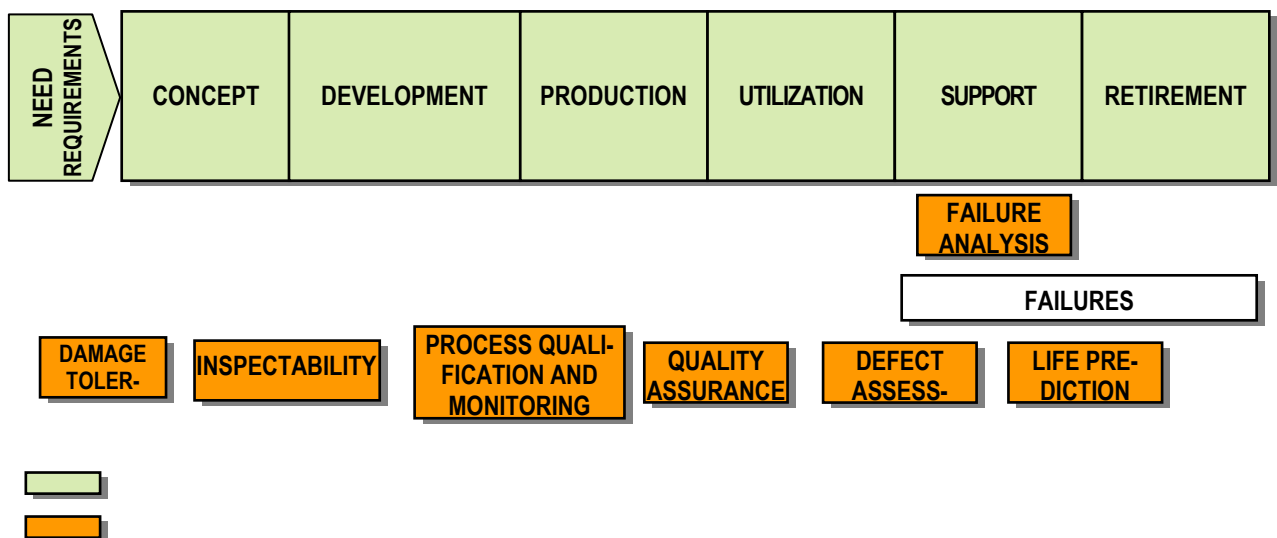 NEED
REQUIREMENTS
CONCEPT
DEVELOPMENT
PRODUCTION
UTILIZATION
SUPPORT
RETIREMENT
FAILURE
ANALYSIS
FAILURES
DAMAGE
TOLER-
INSPECTABILITY
PROCESS QUALI-
FICATION AND
MONITORING
QUALITY
ASSURANCE
DEFECT
ASSESS-
LIFE PRE-
DICTION